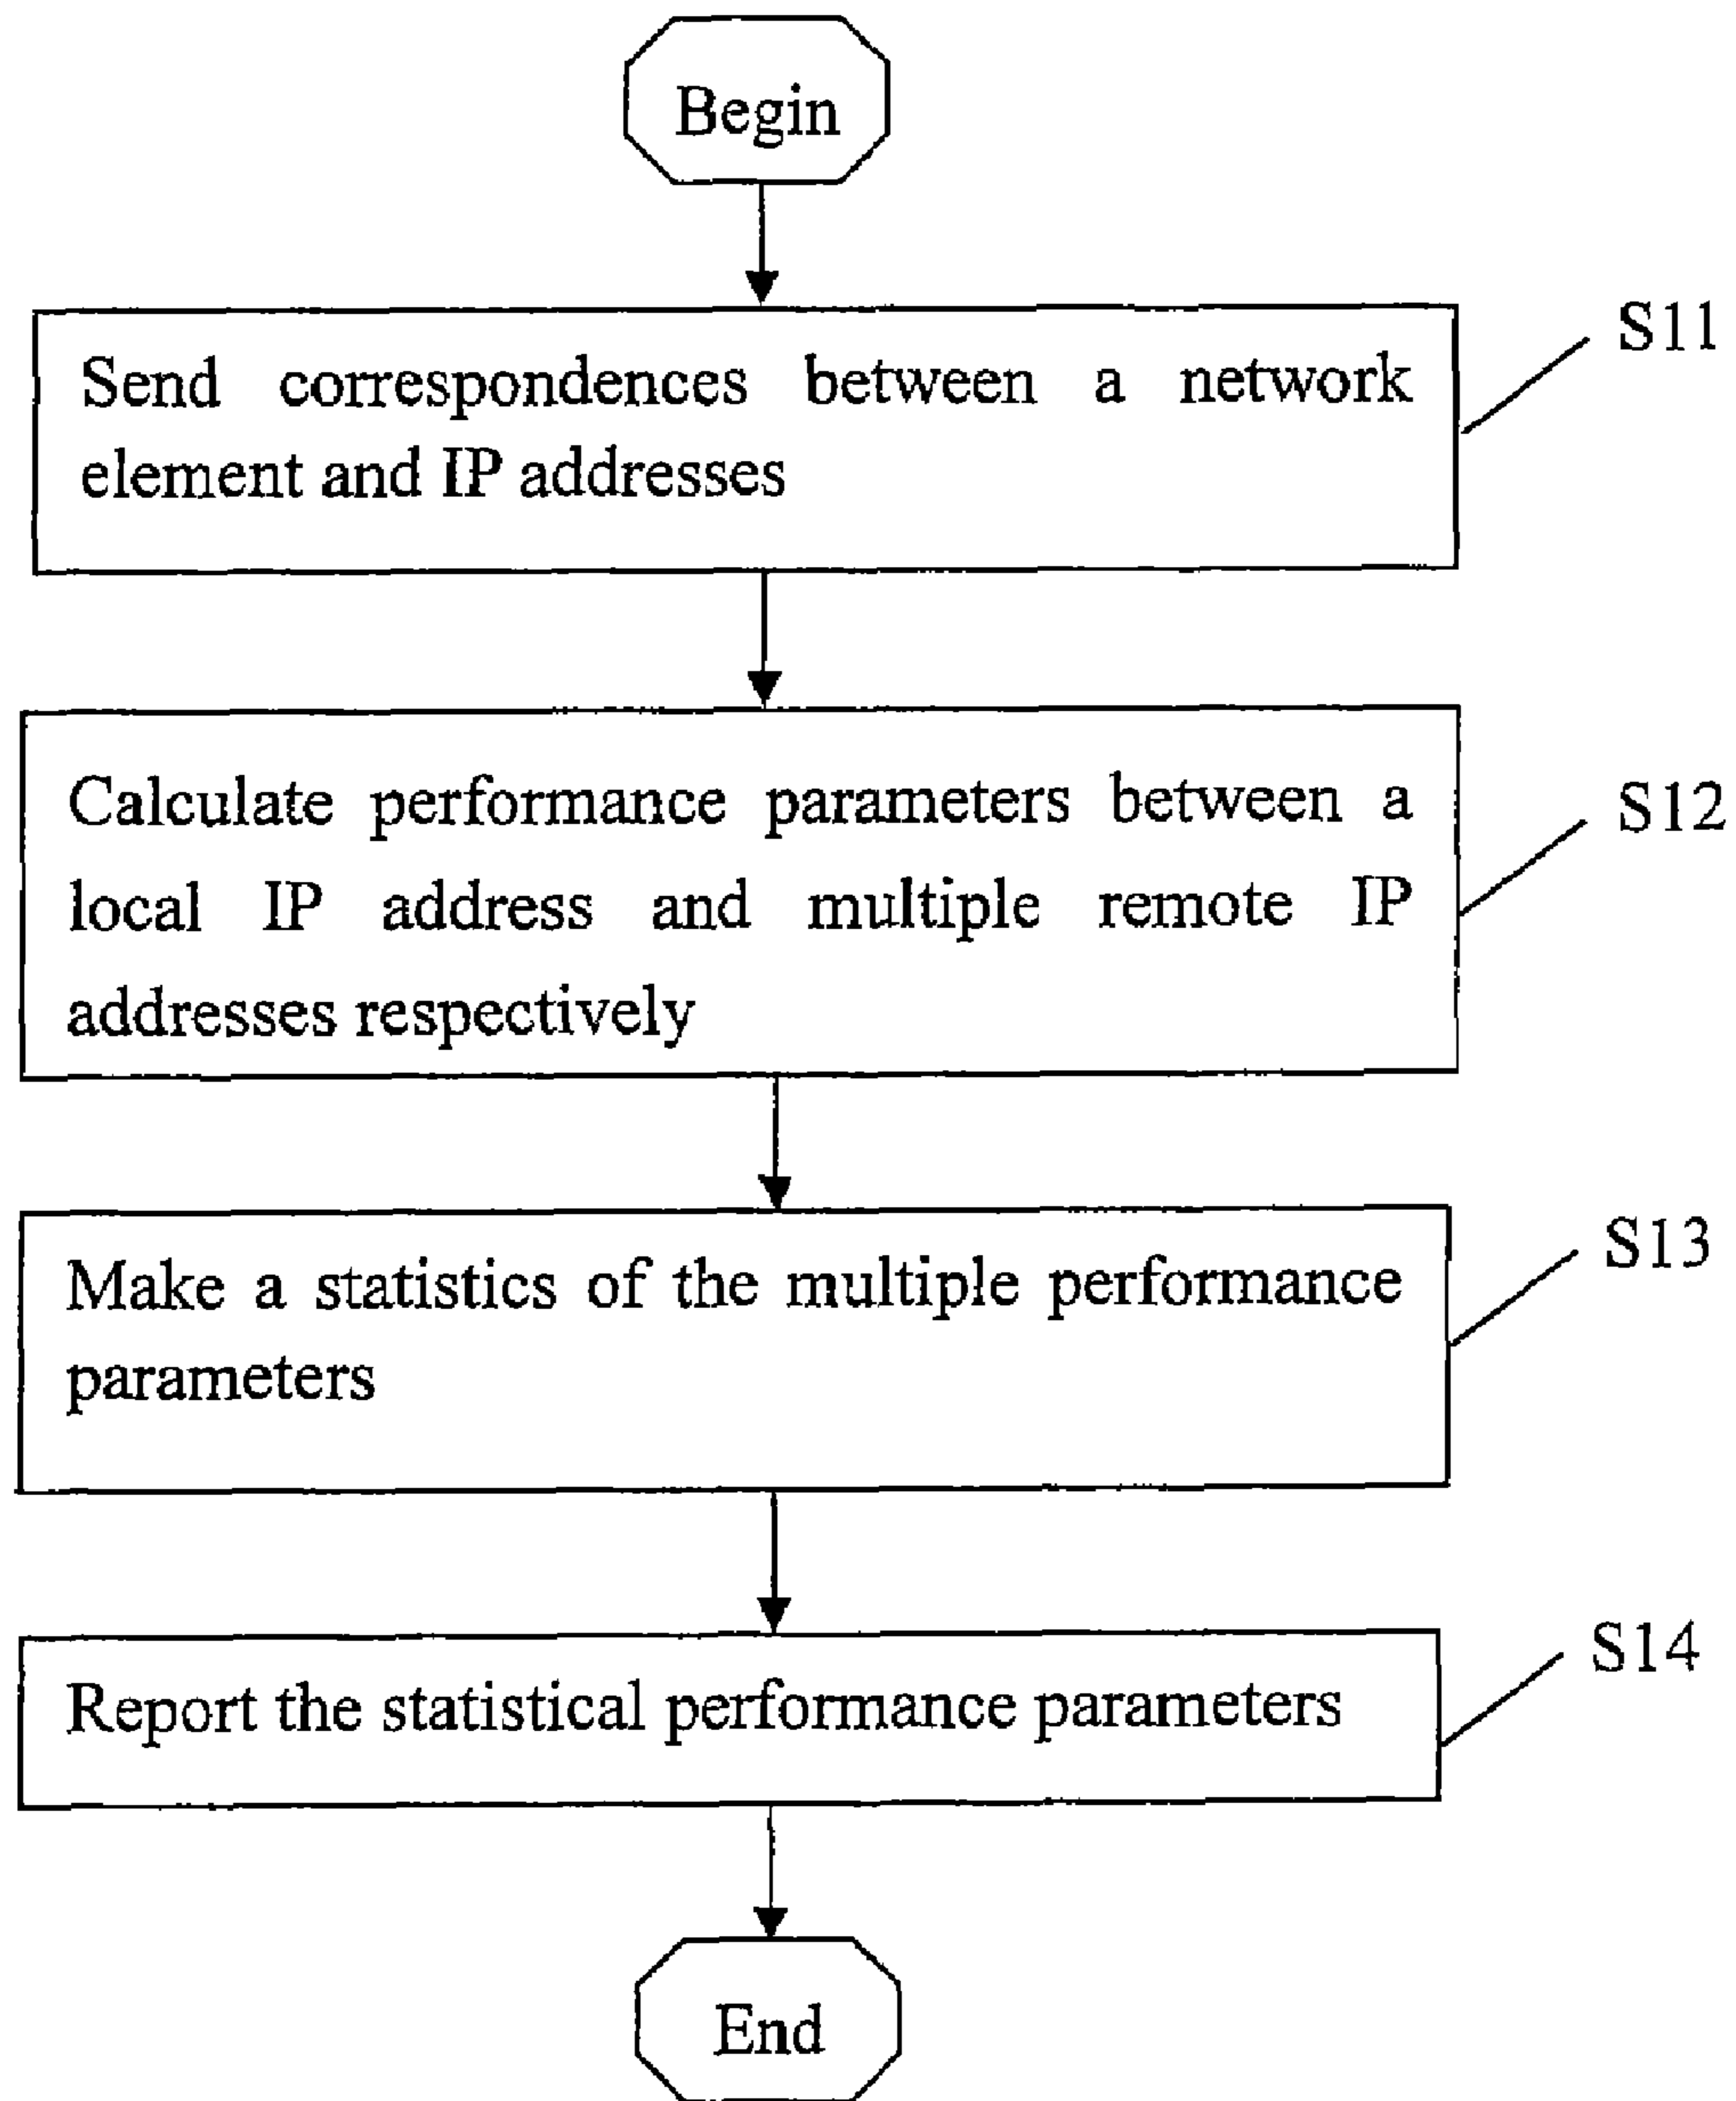 Begin
Send correspondences between a network
element and IP addresses
S11
Calculate performance parameters between a
local IP address and multiple remote IP
addresses respectively
S12
Make a statistics of the multiple performance
parameters
S13
Report the statistical performance parameters
S14
End